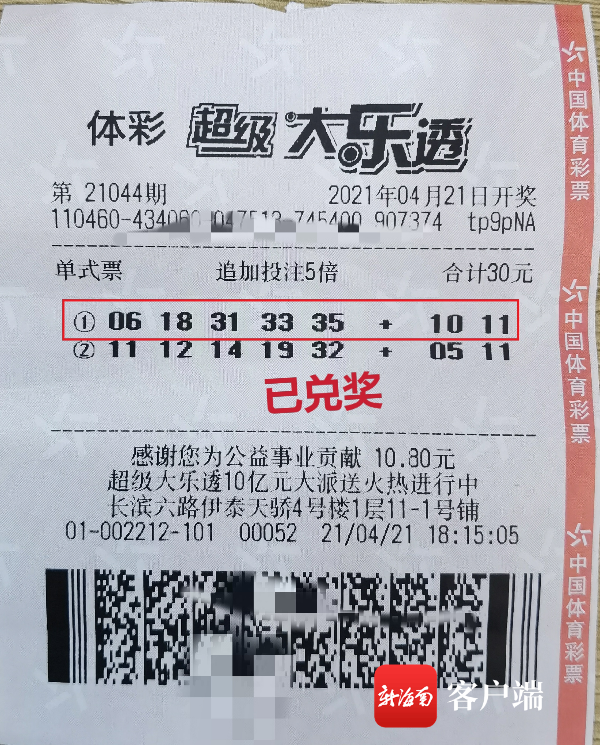 体彩 超级大乐透
第 21044期 2021年04月21日开奖
110460-434060 047513 745400 907374 tp9pNA
单式票 追加投注5倍 合计30元
① 06 18 31 33 35 + 10 11
② 11 12 14 19 32 + 05 11
已兑奖
感谢您为公益事业贡献 10.80元
超级大乐透10亿元大派送火热进行中
长滨六路伊泰天骄4号楼1层11-1号铺
01-002212-101 00052 21/04/21 18:15:05
新海南 客户端
中国体育彩票
中国体育彩票
中国体育彩票